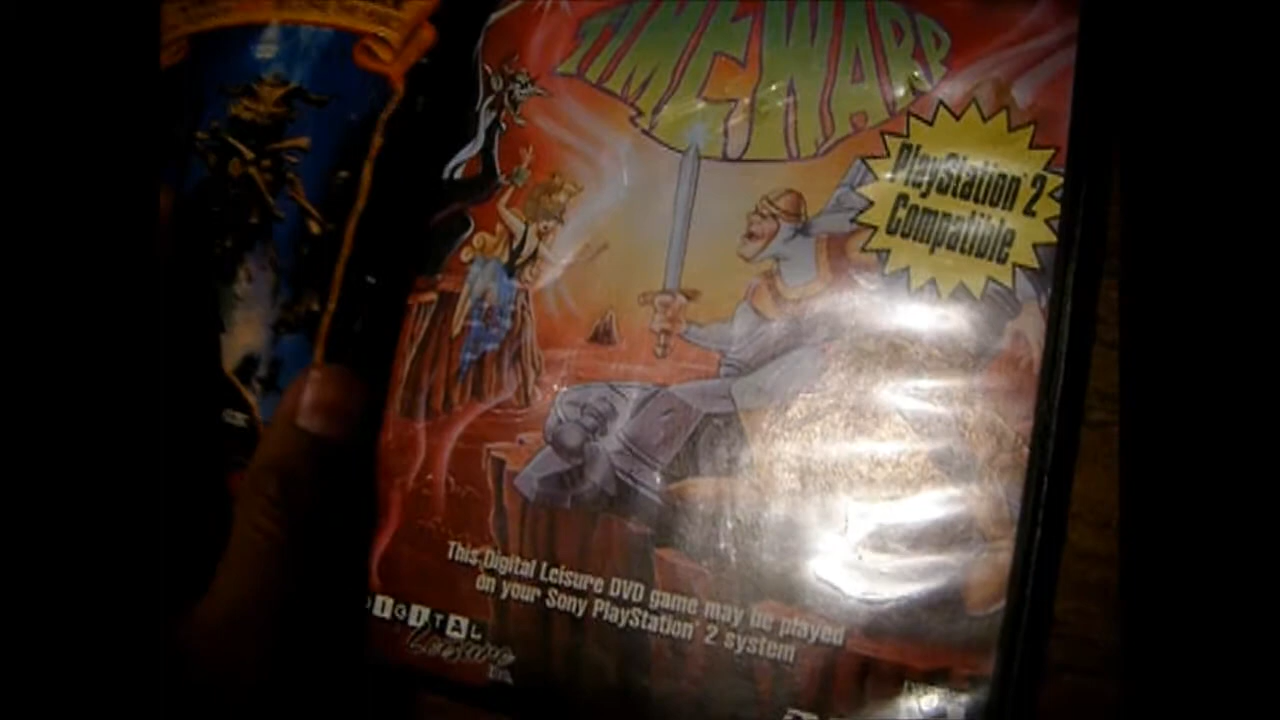 TIME WARP
PlayStation 2
Compatible
This Digital Leisure DVD game may be played
on your Sony PlayStation 2 system
DIGITAL
Leisure